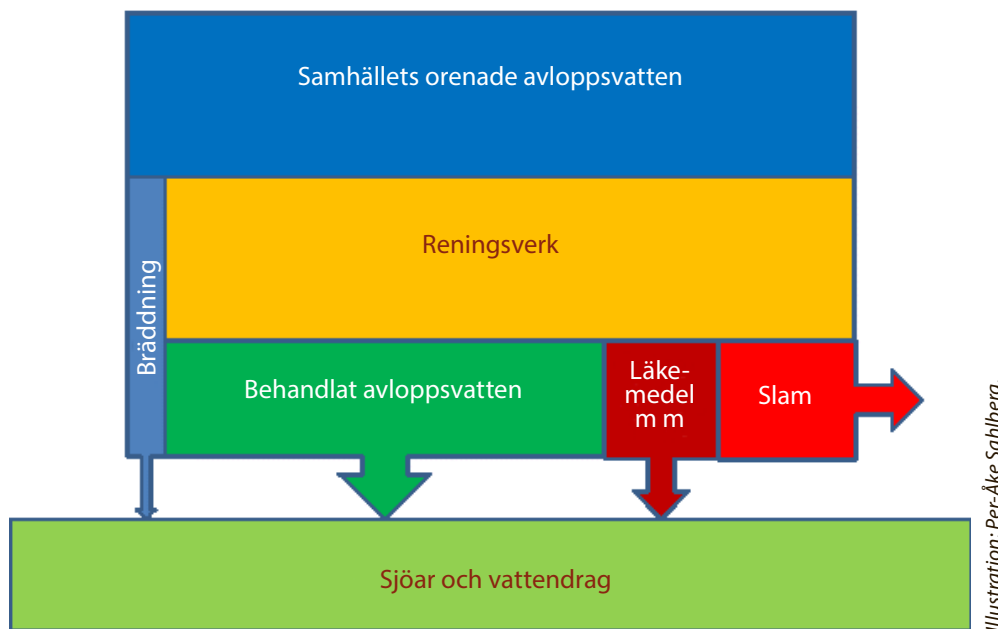 Samhällets orenade avloppsvatten
Reningsverk
Bräddning
Behandlat avloppsvatten
Läke-
medel
m m
Slam
Sjöar och vattendrag
Illustration: Per-Åke Sahlberg